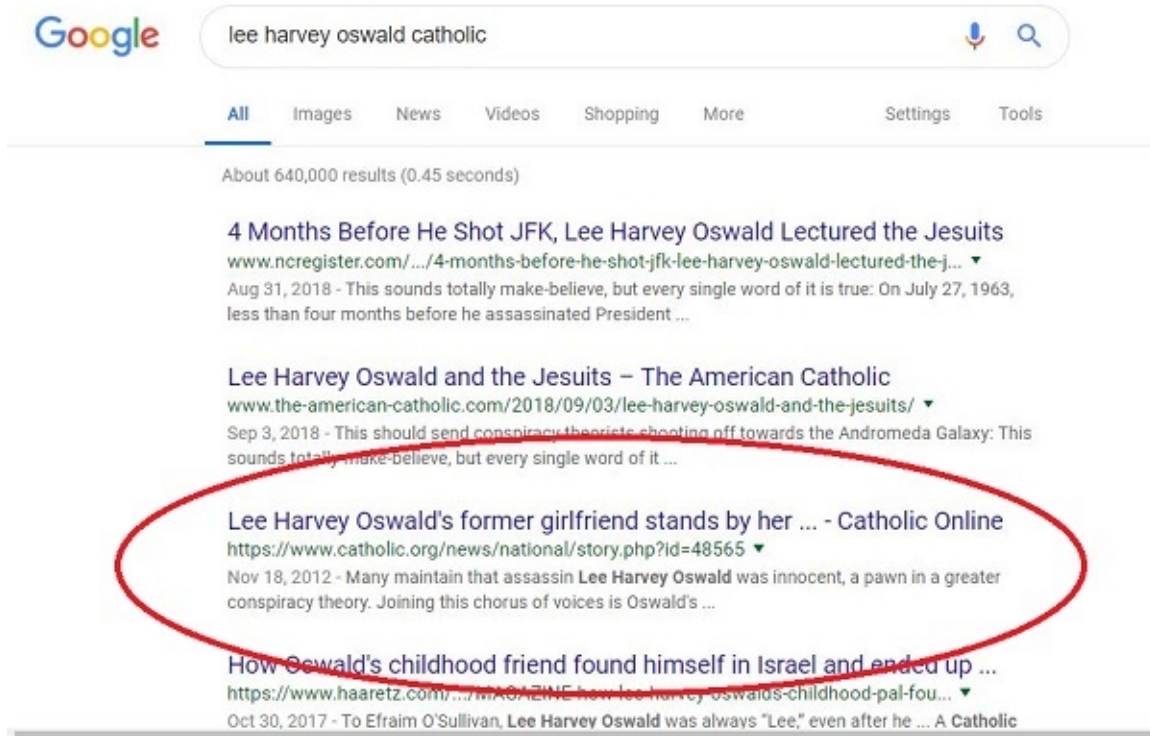 Google
lee harvey oswald catholic
All Images News Videos Shopping More Settings Tools
About 640,000 results (0.45 seconds)
4 Months Before He Shot JFK, Lee Harvey Oswald Lectured the Jesuits
www.ncregister.com/.../4-months-before-he-shot-jfk-lee-harvey-oswald-lectured-the-j...
Aug 31, 2018 - This sounds totally make-believe, but every single word of it is true: On July 27, 1963,
less than four months before he assassinated President ...
Lee Harvey Oswald and the Jesuits – The American Catholic
www.the-american-catholic.com/2018/09/03/lee-harvey-oswald-and-the-jesuits/
Sep 3, 2018 - This should send conspiracy theorists shooting off towards the Andromeda Galaxy: This
sounds totally make-believe, but every single word of it ...
Lee Harvey Oswald's former girlfriend stands by her ... - Catholic Online
https://www.catholic.org/news/national/story.php?id=48565
Nov 18, 2012 - Many maintain that assassin Lee Harvey Oswald was innocent, a pawn in a greater
conspiracy theory. Joining this chorus of voices is Oswald's ...
How Oswald's childhood friend found himself in Israel and ended up ...
https://www.haaretz.com/.../MAGAZINE-how-lee-harvey-oswalds-childhood-pal-fou...
Oct 30, 2017 - To Efraim O'Sullivan, Lee Harvey Oswald was always "Lee," even after he ... A Catholic